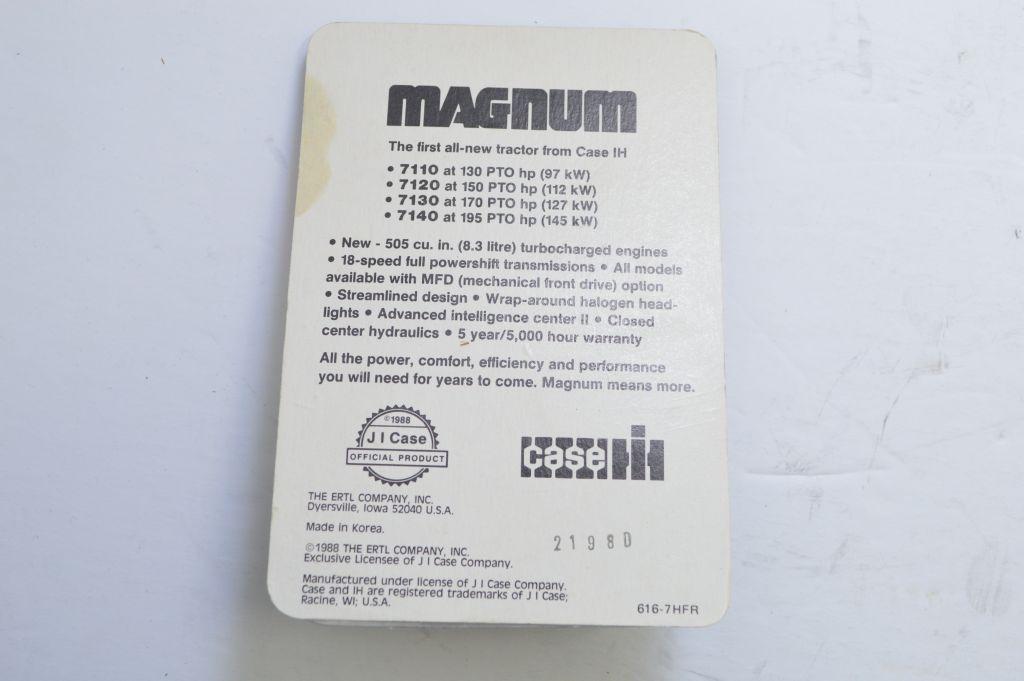 MAGNUM
The first all-new tractor from Case IH
• 7110 at 130 PTO hp (97 kW)
• 7120 at 150 PTO hp (112 kW)
• 7130 at 170 PTO hp (127 kW)
• 7140 at 195 PTO hp (145 kW)
• New - 505 cu. in. (8.3 litre) turbocharged engines
• 18-speed full powershift transmissions • All models
available with MFD (mechanical front drive) option
• Streamlined design • Wrap-around halogen head-
lights • Advanced intelligence center II • Closed
center hydraulics • 5 year/5,000 hour warranty
All the power, comfort, efficiency and performance
you will need for years to come. Magnum means more.
©1988
J I Case
OFFICIAL PRODUCT
case IH
THE ERTL COMPANY, INC.
Dyersville, Iowa 52040 U.S.A.
Made in Korea.
2198D
©1988 THE ERTL COMPANY, INC.
Exclusive Licensee of J I Case Company.
Manufactured under license of J I Case Company.
Case and IH are registered trademarks of J I Case;
Racine, WI; U.S.A.
616-7HFR